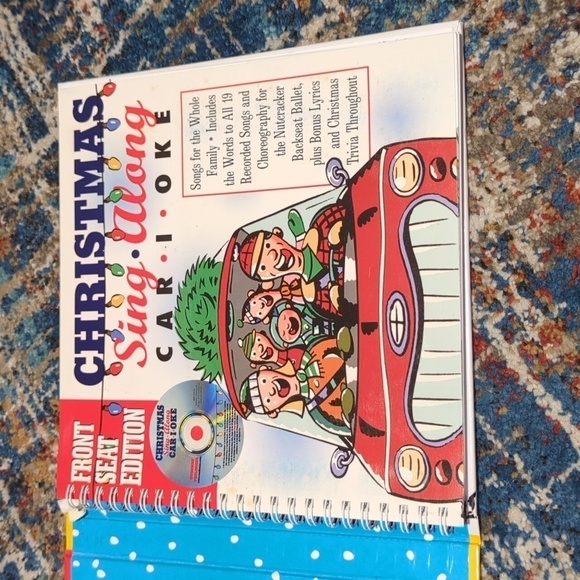 CHRISTMAS
Sing·Along
CAR·I·OKE
Songs for the Whole
Family • Includes
the Words to All 19
Recorded Songs and
Choreography for
the Nutcracker
Backseat Ballet,
plus Bonus Lyrics
and Christmas
Trivia Throughout
FRONT
SEAT
EDITION
CHRISTMAS
Sing·Along
CAR·I·OKE